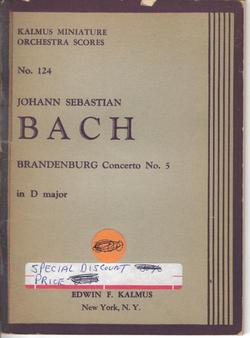 KALMUS MINIATURE
ORCHESTRA SCORES
No. 124
JOHANN SEBASTIAN
BACH
BRANDENBURG Concerto No. 5
in D major
SPECIAL DISCOUNT
PRICE
EDWIN F. KALMUS
New York, N. Y.